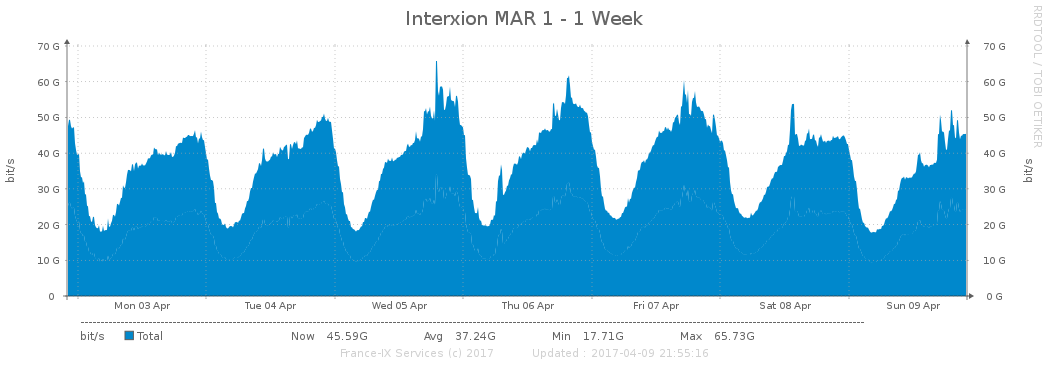 Interxion MAR 1 - 1 Week
RRDTOOL / TOBI OETIKER
70 G 70 G
60 G 60 G
50 G 50 G
40 G 40 G
30 G 30 G
20 G 20 G
10 G 10 G
0 0 G
bit/s bit/s
Mon 03 Apr Tue 04 Apr Wed 05 Apr Thu 06 Apr Fri 07 Apr Sat 08 Apr Sun 09 Apr
bit/s Total Now 45.59G Avg 37.24G Min 17.71G Max 65.73G
France-IX Services (c) 2017 Updated : 2017-04-09 21:55:16